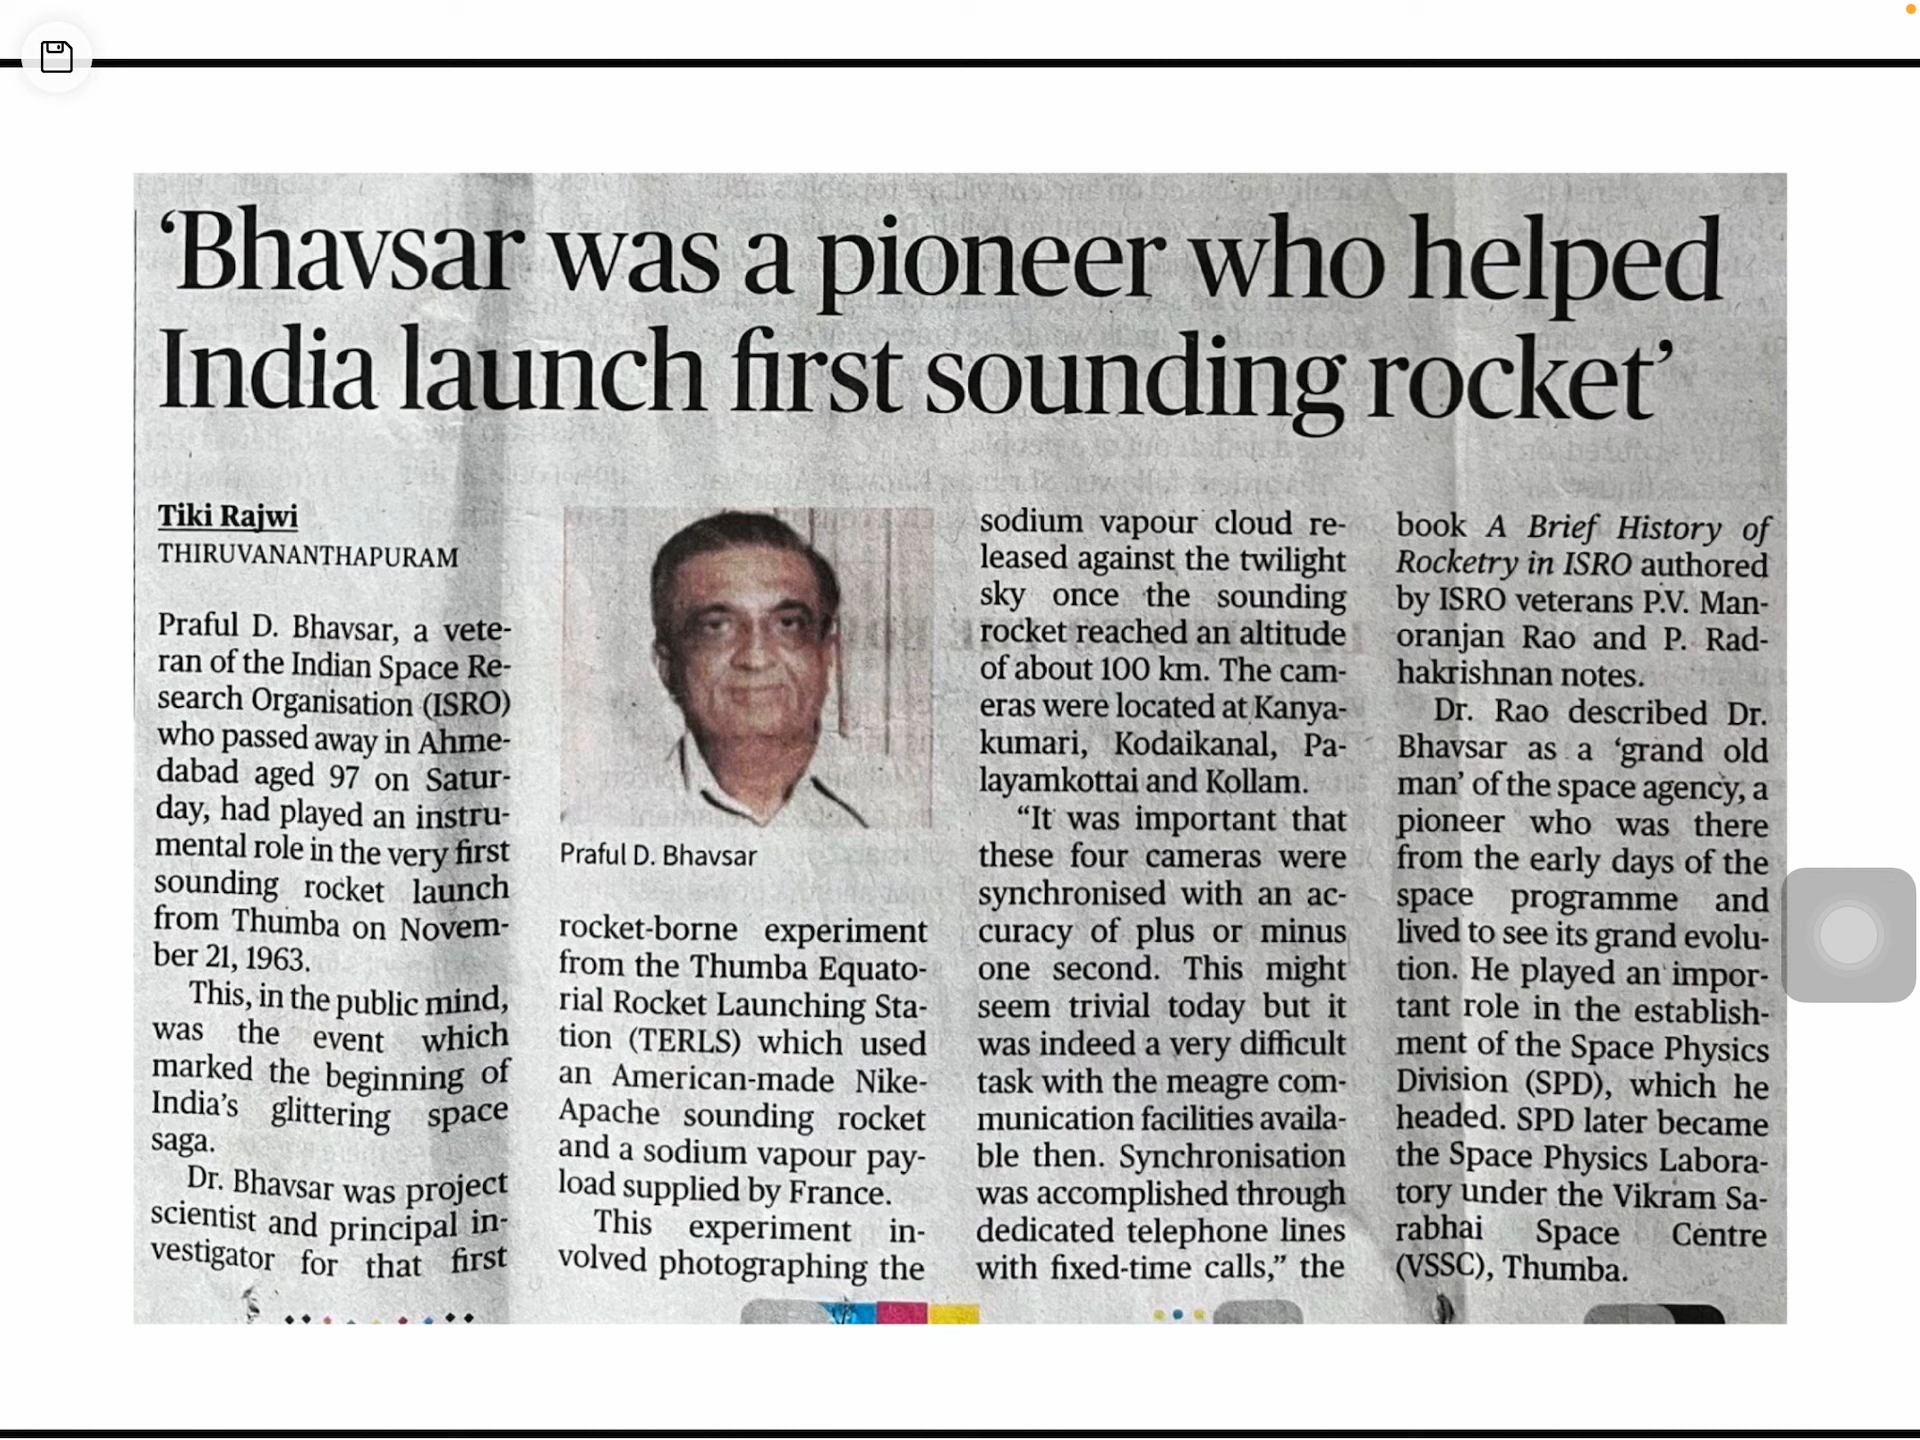 ‘Bhavsar was a pioneer who helped
India launch first sounding rocket’
Tiki Rajwi
THIRUVANANTHAPURAM
Praful D. Bhavsar, a vete-
ran of the Indian Space Re-
search Organisation (ISRO)
who passed away in Ahme-
dabad aged 97 on Satur-
day, had played an instru-
mental role in the very first
sounding rocket launch
from Thumba on Novem-
ber 21, 1963.
This, in the public mind,
was the event which
marked the beginning of
India’s glittering space
saga.
Dr. Bhavsar was project
scientist and principal in-
vestigator for that first
Praful D. Bhavsar
rocket-borne experiment
from the Thumba Equato-
rial Rocket Launching Sta-
tion (TERLS) which used
an American-made Nike-
Apache sounding rocket
and a sodium vapour pay-
load supplied by France.
This experiment in-
volved photographing the
sodium vapour cloud re-
leased against the twilight
sky once the sounding
rocket reached an altitude
of about 100 km. The cam-
eras were located at Kanya-
kumari, Kodaikanal, Pa-
layamkottai and Kollam.
“It was important that
these four cameras were
synchronised with an ac-
curacy of plus or minus
one second. This might
seem trivial today but it
was indeed a very difficult
task with the meagre com-
munication facilities availa-
ble then. Synchronisation
was accomplished through
dedicated telephone lines
with fixed-time calls,” the
book A Brief History of
Rocketry in ISRO authored
by ISRO veterans P.V. Man-
oranjan Rao and P. Rad-
hakrishnan notes.
Dr. Rao described Dr.
Bhavsar as a ‘grand old
man’ of the space agency, a
pioneer who was there
from the early days of the
space programme and
lived to see its grand evolu-
tion. He played an impor-
tant role in the establish-
ment of the Space Physics
Division (SPD), which he
headed. SPD later became
the Space Physics Labora-
tory under the Vikram Sa-
rabhai Space Centre
(VSSC), Thumba.